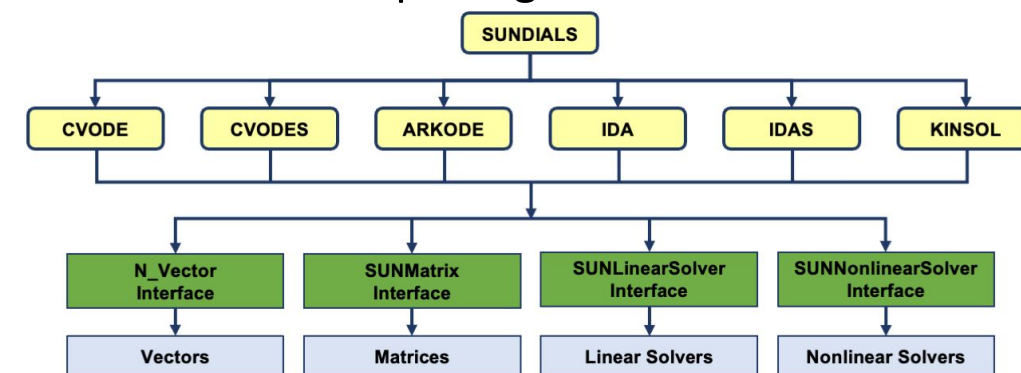 SUNDIALS
CVODE CVODES ARKODE IDA IDAS KINSOL
N_Vector
Interface
SUNMatrix
Interface
SUNLinearSolver
Interface
SUNNonlinearSolver
Interface
Vectors Matrices Linear Solvers Nonlinear Solvers